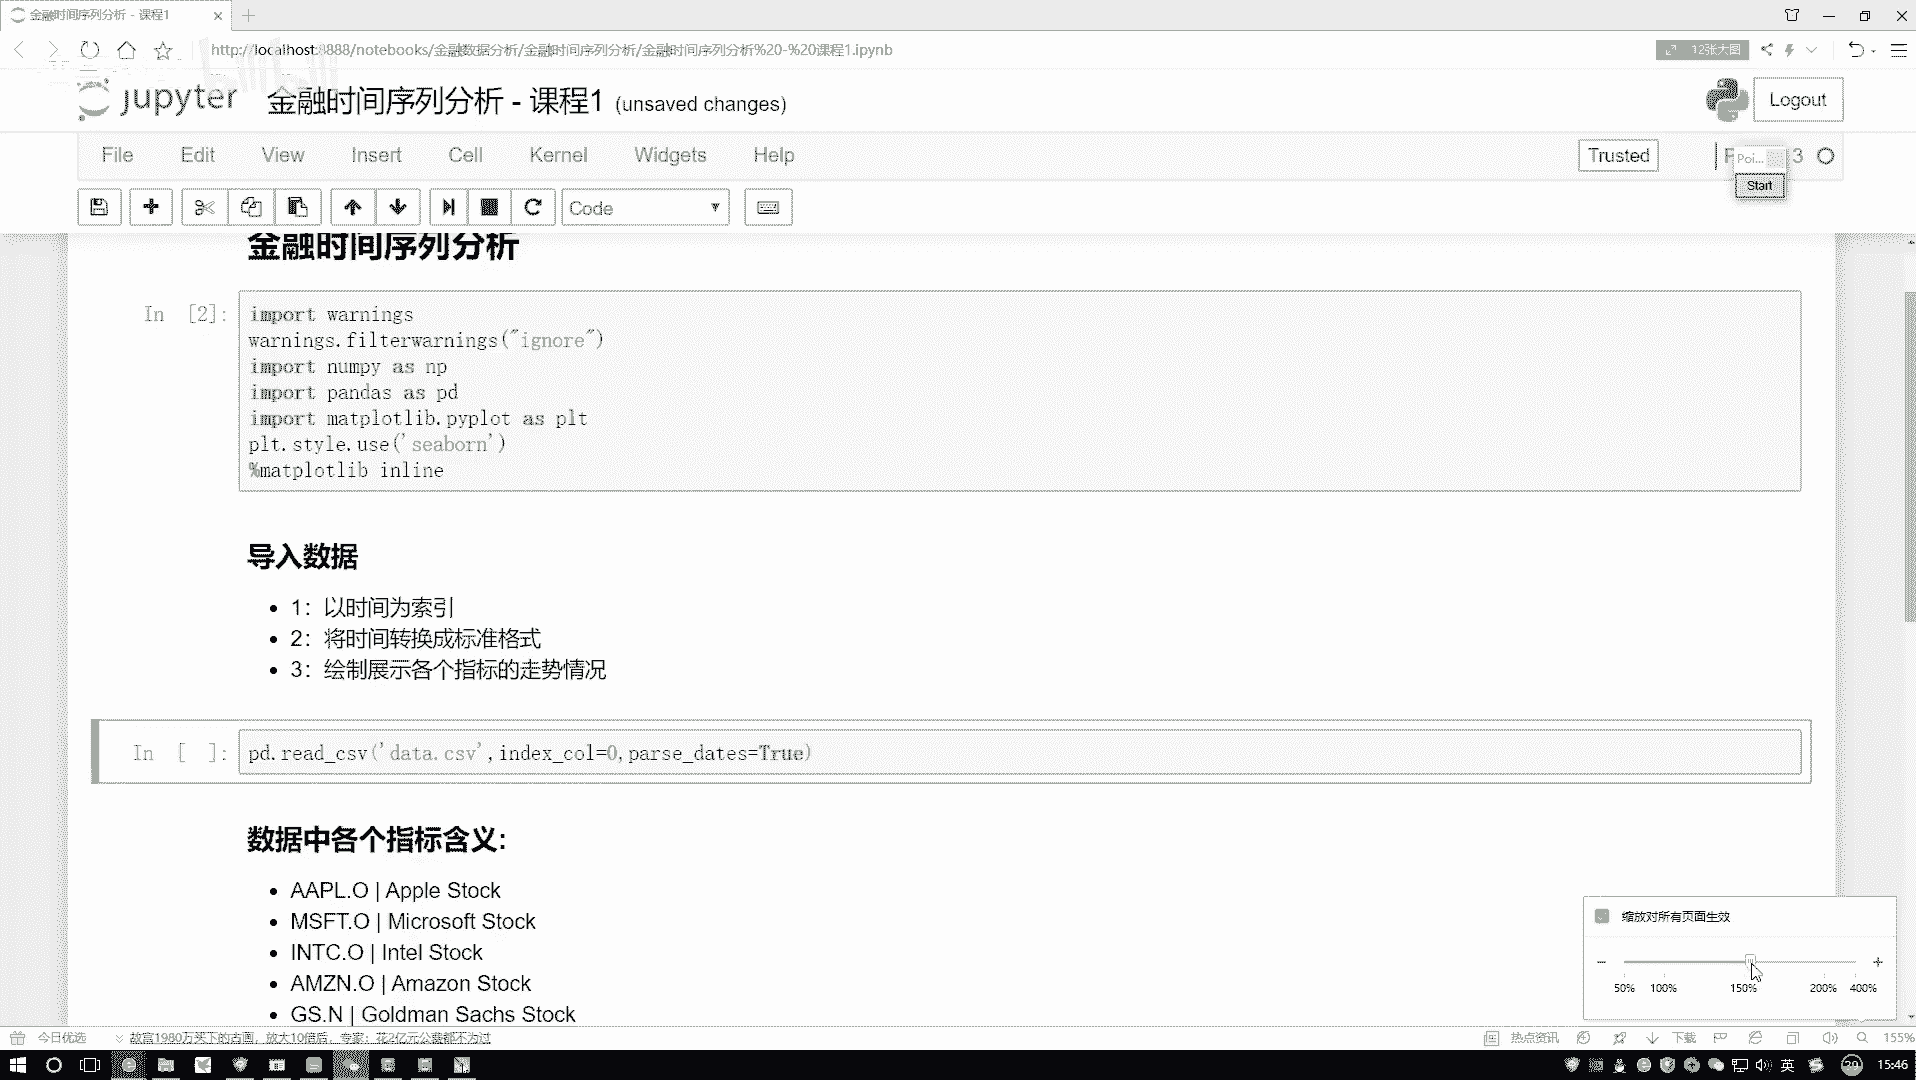 金融时间序列分析 - 课程1
http://localhost:8888/notebooks/金融数据分析/金融时间序列分析/金融时间序列分析%20-%20课程1.ipynb
12张大图
jupyter 金融时间序列分析 - 课程1 (unsaved changes)
Logout
File Edit View Insert Cell Kernel Widgets Help
Trusted
3
Poi...
Start
Code
金融时间序列分析
In [2]:
import warnings
warnings.filterwarnings("ignore")
import numpy as np
import pandas as pd
import matplotlib.pyplot as plt
plt.style.use('seaborn')
%matplotlib inline
导入数据
1：以时间为索引
2：将时间转换成标准格式
3：绘制展示各个指标的走势情况
In [ ]:
pd.read_csv('data.csv',index_col=0,parse_dates=True)
数据中各个指标含义:
AAPL.O | Apple Stock
MSFT.O | Microsoft Stock
INTC.O | Intel Stock
AMZN.O | Amazon Stock
GS.N | Goldman Sachs Stock
缩放对所有页面生效
50% 100% 150% 200% 400%
今日优选
故宫1980万买下的古画，放大10倍后，专家：花2亿元公费都不为过
热点资讯
下载
155%
英
29
15:46